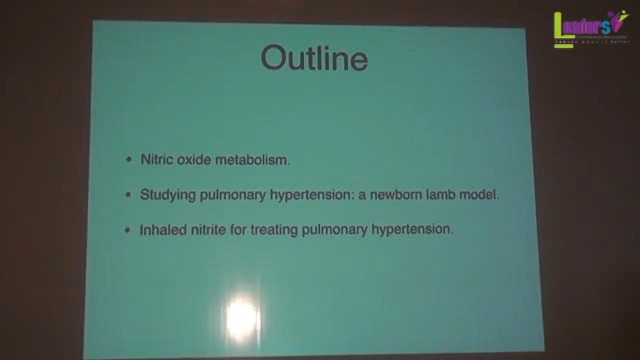 Leaders
Outline
• Nitric oxide metabolism.
• Studying pulmonary hypertension: a newborn lamb model.
• Inhaled nitrite for treating pulmonary hypertension.